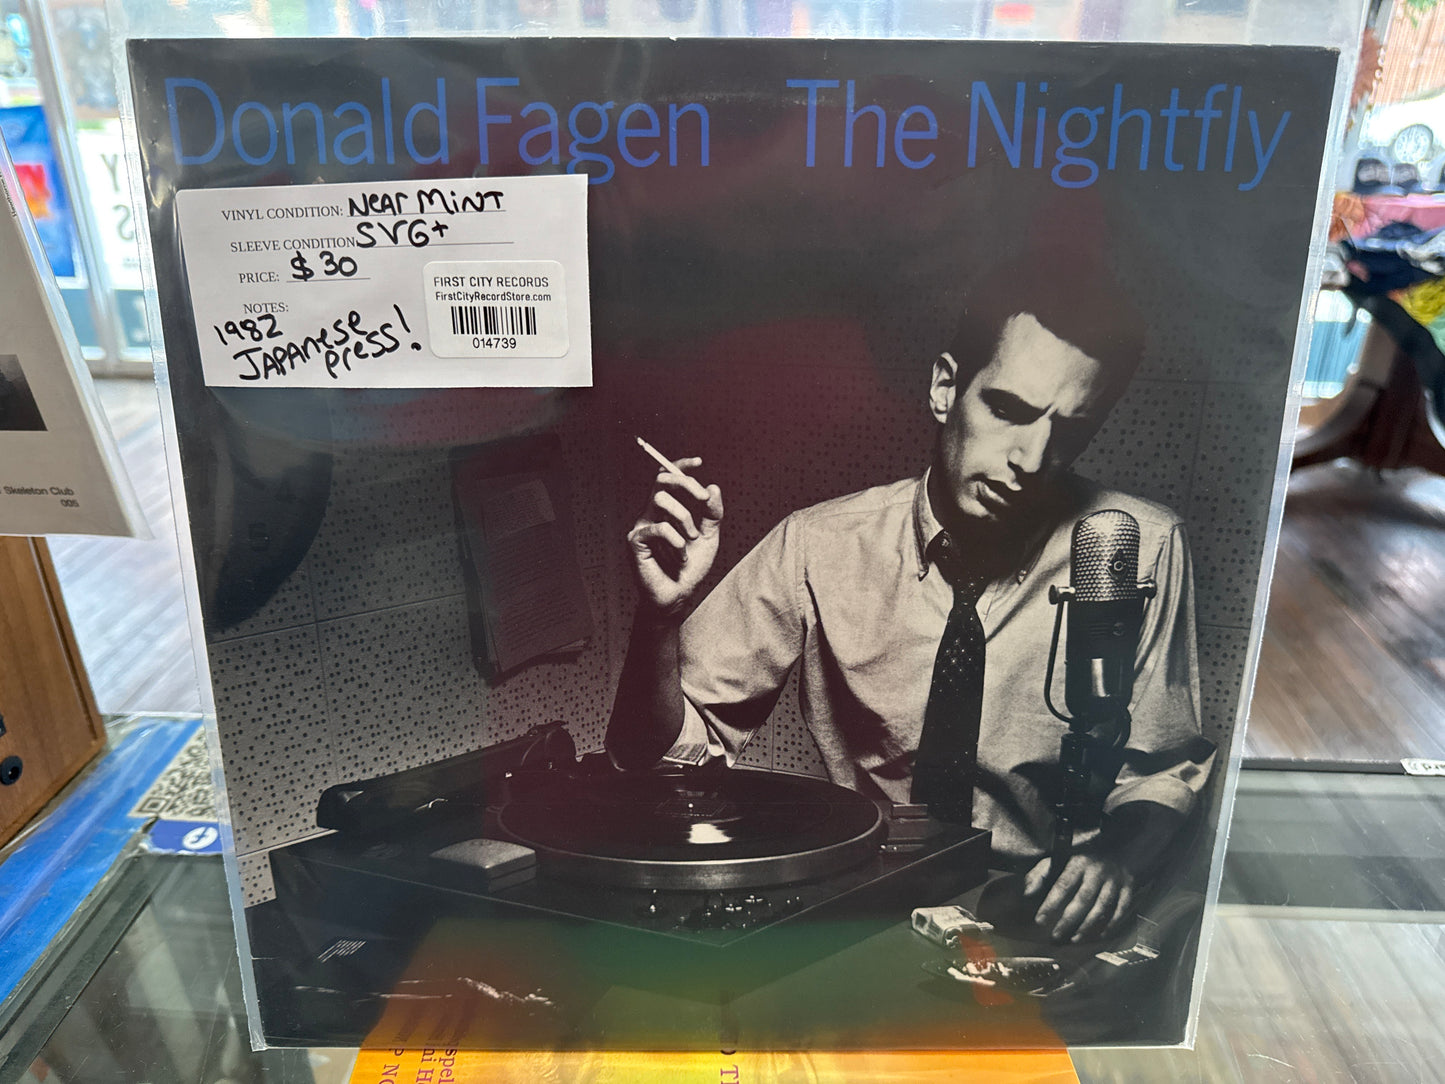 Donald Fagen The Nightfly
VINYL CONDITION: Near Mint
SLEEVE CONDITION SVG+
PRICE: $30
NOTES:
1982
JAPANese
press!
FIRST CITY RECORDS
FirstCityRecordStore.com
014739
Skeleton Club
005